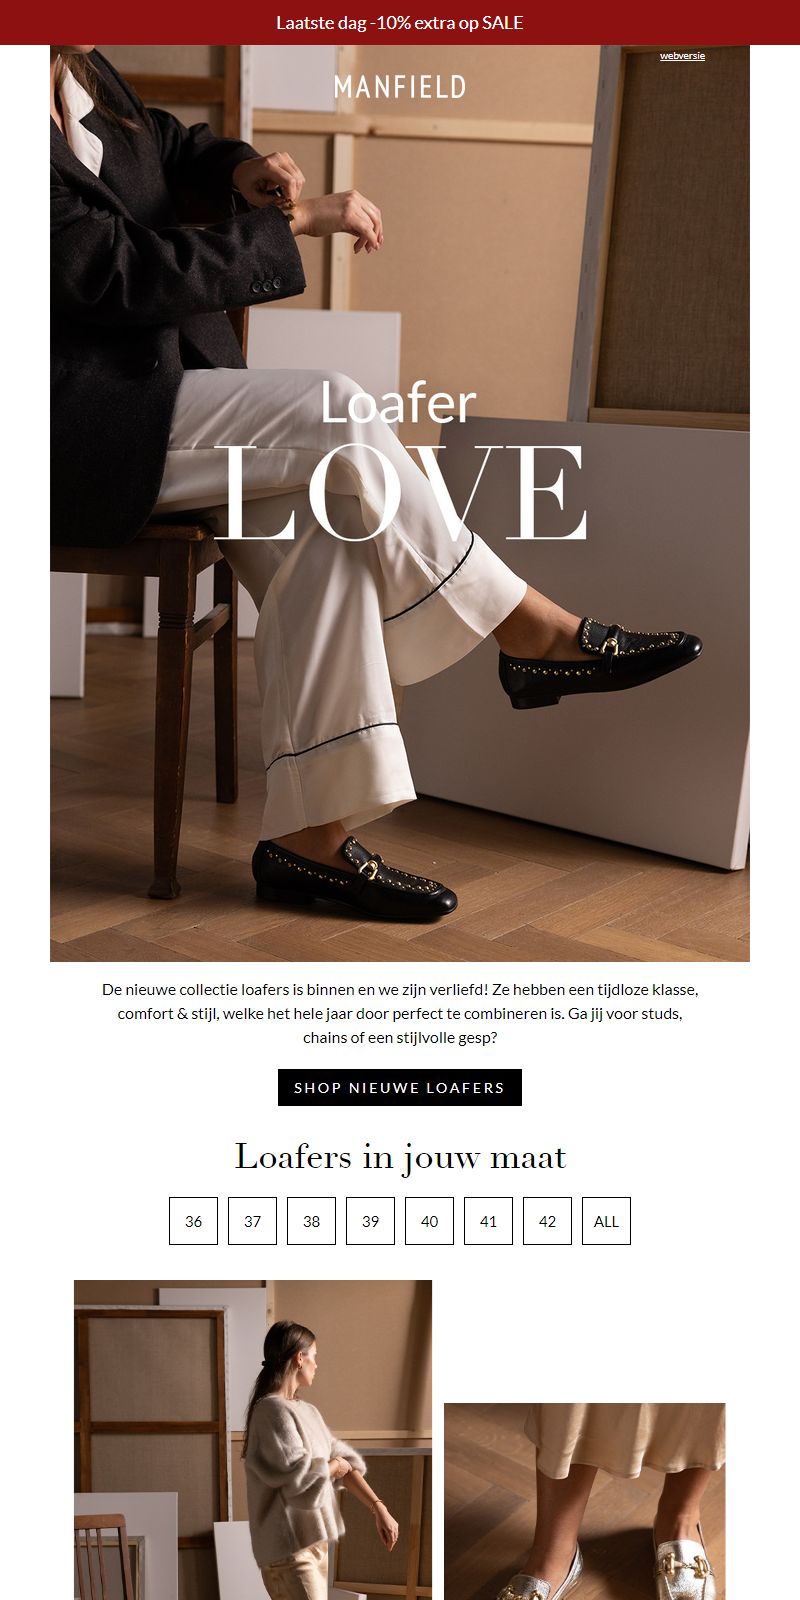 Laatste dag -10% extra op SALE
webversie
MANFIELD
Loafer
LOVE
De nieuwe collectie loafers is binnen en we zijn verliefd! Ze hebben een tijdloze klasse,
comfort & stijl, welke het hele jaar door perfect te combineren is. Ga jij voor studs,
chains of een stijlvolle gesp?
SHOP NIEUWE LOAFERS
Loafers in jouw maat
36 37 38 39 40 41 42 ALL